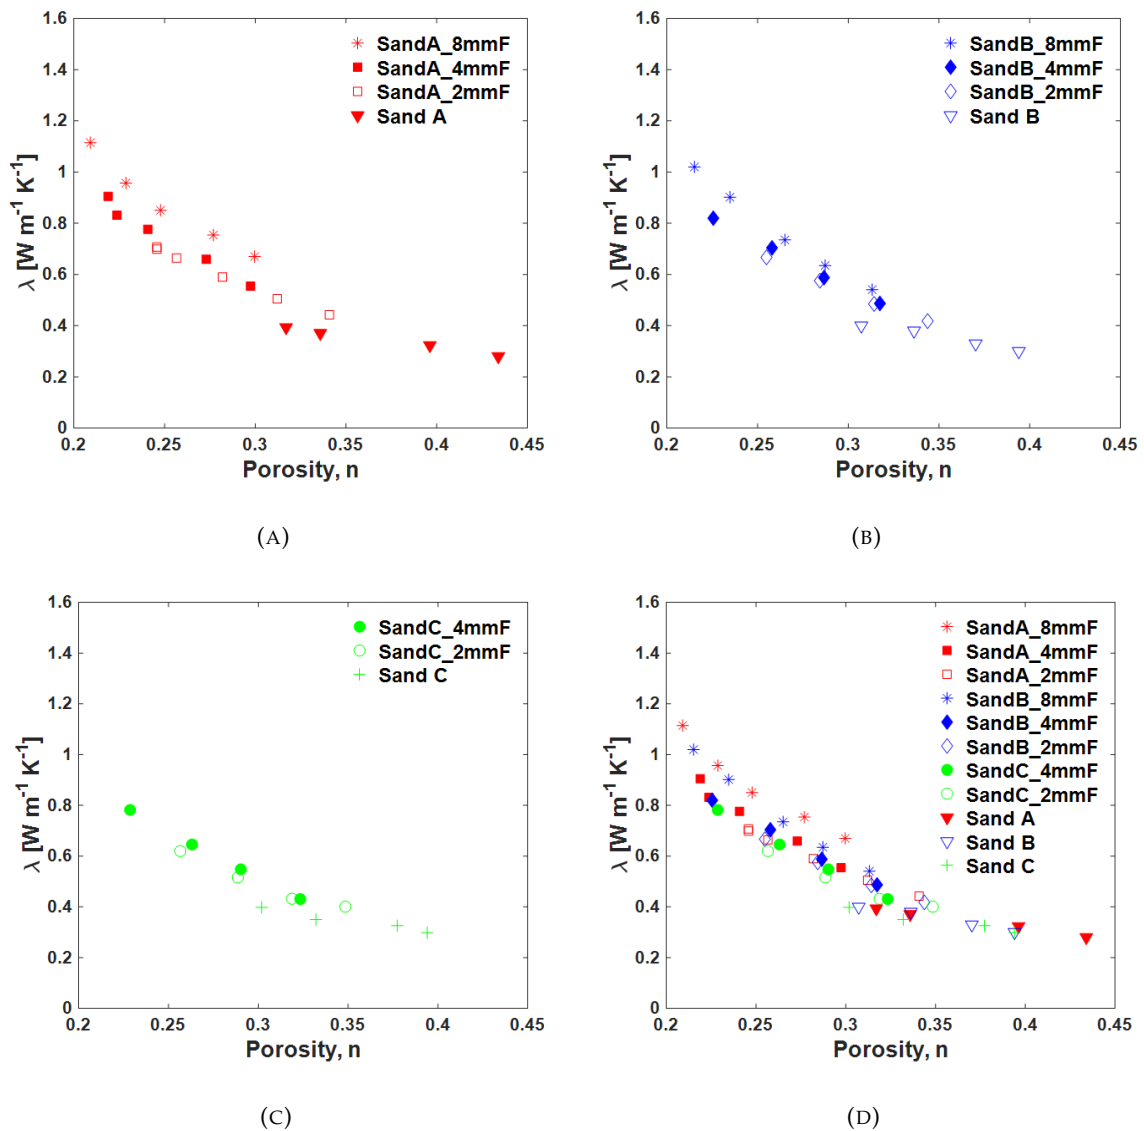 1.6
1.4
1.2
1
0.8
0.6
0.4
0.2
0
λ [W m-1 K-1]
SandA_8mmF
SandA_4mmF
SandA_2mmF
Sand A
0.2 0.25 0.3 0.35 0.4 0.45
Porosity, n
(A)
1.6
1.4
1.2
1
0.8
0.6
0.4
0.2
0
λ [W m-1 K-1]
SandB_8mmF
SandB_4mmF
SandB_2mmF
Sand B
0.2 0.25 0.3 0.35 0.4 0.45
Porosity, n
(B)
1.6
1.4
1.2
1
0.8
0.6
0.4
0.2
0
λ [W m-1 K-1]
SandC_4mmF
SandC_2mmF
Sand C
0.2 0.25 0.3 0.35 0.4 0.45
Porosity, n
(C)
1.6
1.4
1.2
1
0.8
0.6
0.4
0.2
0
λ [W m-1 K-1]
SandA_8mmF
SandA_4mmF
SandA_2mmF
SandB_8mmF
SandB_4mmF
SandB_2mmF
SandC_4mmF
SandC_2mmF
Sand A
Sand B
Sand C
0.2 0.25 0.3 0.35 0.4 0.45
Porosity, n
(D)